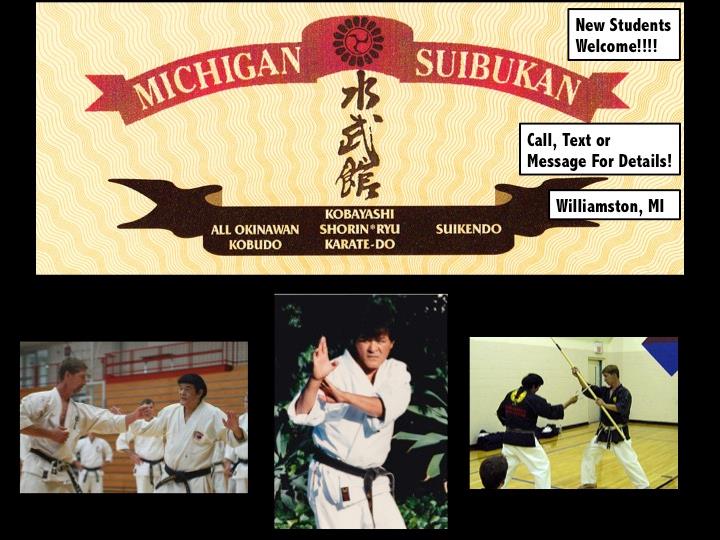 MICHIGAN SUIBUKAN
水
武
館
New Students
Welcome!!!!
Call, Text or
Message For Details!
Williamston, MI
ALL OKINAWAN
KOBUDO
KOBAYASHI
SHORIN*RYU
KARATE-DO
SUIKENDO